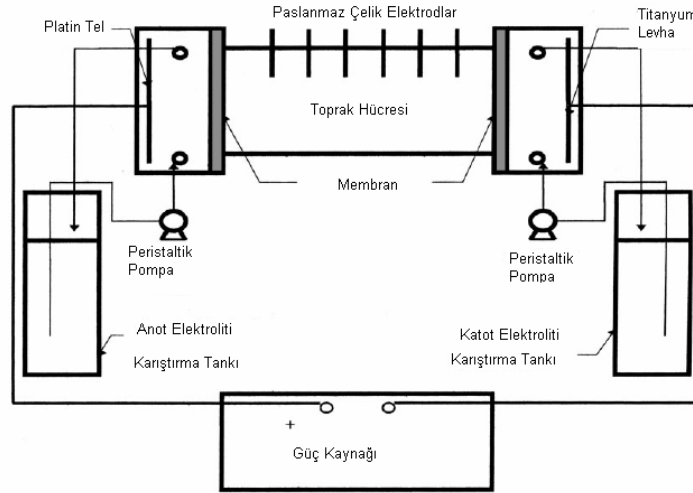 Paslanmaz Çelik Elektrodlar
Platin Tel
Titanyum
Levha
Toprak Hücresi
Membran
Peristaltik
Pompa
Peristaltik
Pompa
Anot Elektroliti
Karıştırma Tankı
Katot Elektroliti
Karıştırma Tankı
+
Güç Kaynağı